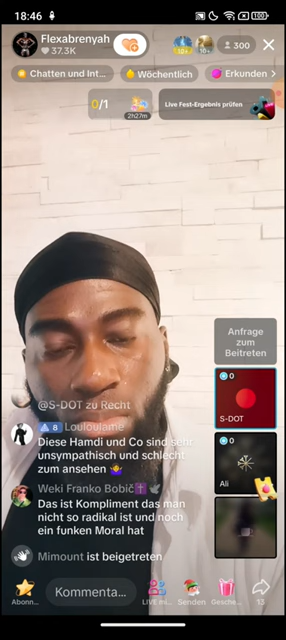 18:46
100
Flexabrenyah
37.3K
300
Chatten und Int...
Wöchentlich
Erkunden
0/1
2h27m
Live Fest-Ergebnis prüfen
Anfrage
zum
Beitreten
0
S-DOT
0
Ali
@S-DOT zu Recht
8 Louloulame
Diese Hamdi und Co sind sehr
unsympathisch und schlecht
zum ansehen
Weki Franko Bobič
Das ist Kompliment das man
nicht so radikal ist und noch
ein funken Moral hat
Mimount ist beigetreten
Kommenta...
Abonn...
LIVE mi...
Senden
Gesche...
13